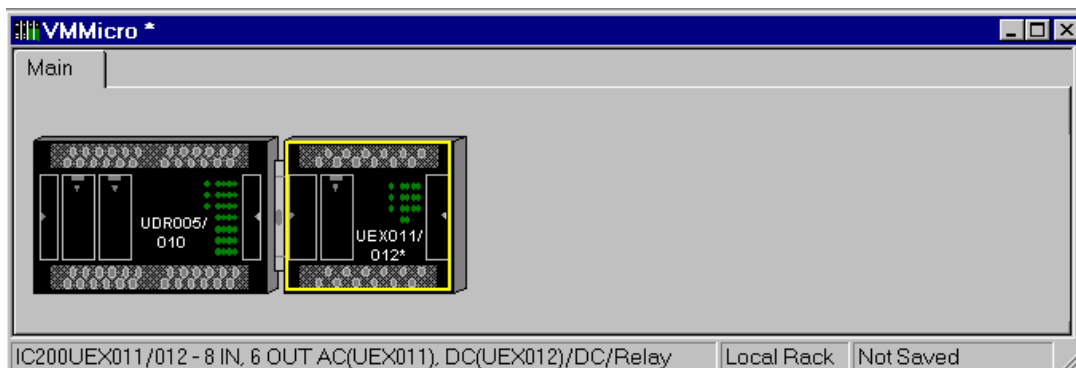 VMMicro *
Main
UDR005/
010
UEX011/
012*
IC200UEX011/012 - 8 IN, 6 OUT AC(UEX011), DC(UEX012)/DC/Relay
Local Rack
Not Saved